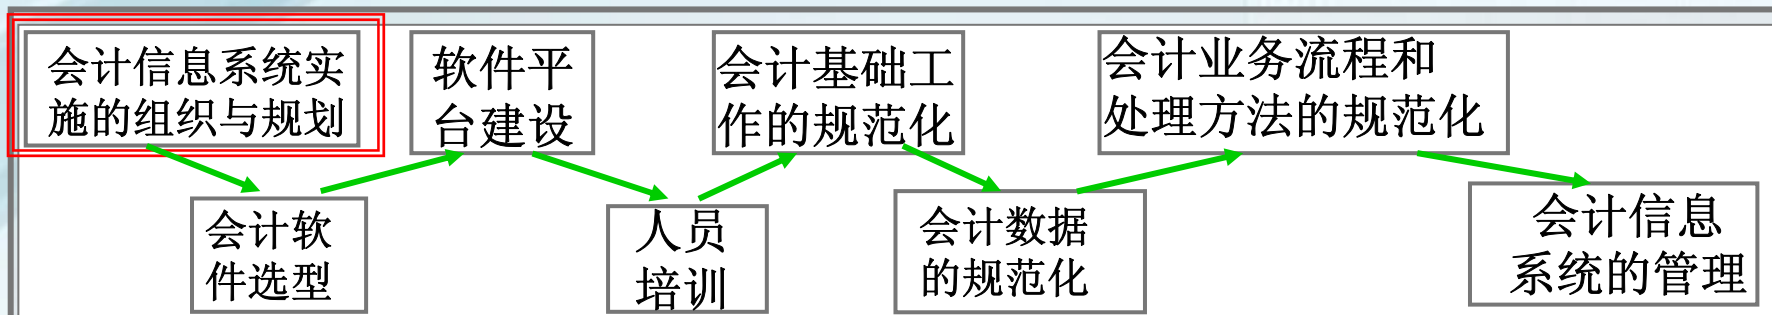 会计信息系统实
施的组织与规划
会计软
件选型
软件平
台建设
人员
培训
会计基础工
作的规范化
会计数据
的规范化
会计业务流程和
处理方法的规范化
会计信息
系统的管理